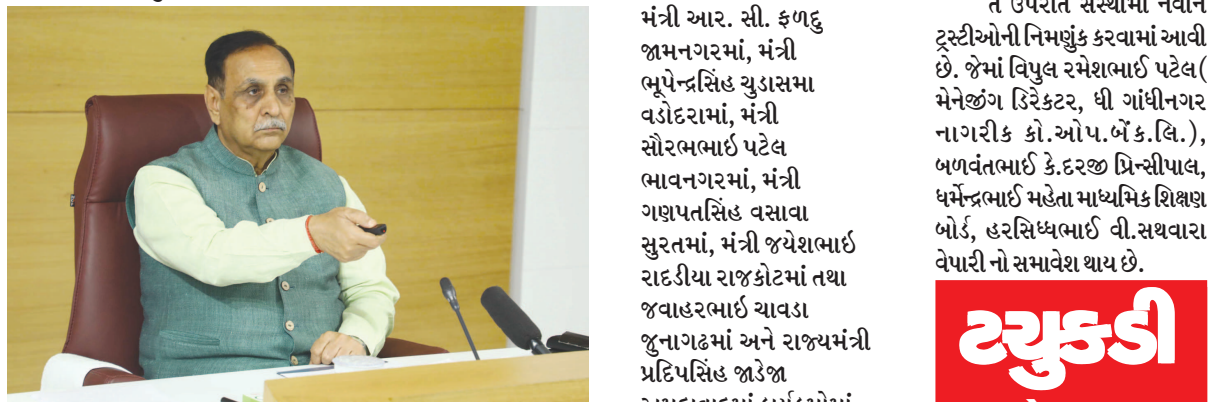 મંત્રી આર. સી. ફળદુ
જામનગરમાં, મંત્રી
ભૂપેન્દ્રસિંહ ચુડાસમા
વડોદરામાં, મંત્રી
સૌરભભાઇ પટેલ
ભાવનગરમાં, મંત્રી
ગણપતસિંહ વસાવા
સુરતમાં, મંત્રી જયેશભાઇ
રાદડીયા રાજકોટમાં તથા
જવાહરભાઇ ચાવડા
જુનાગઢમાં અને રાજ્યમંત્રી
પ્રદિપસિંહ જાડેજા
તે ઉપરાંત સંસ્થામાં નવીન
ટ્રસ્ટીઓની નિમણુંક કરવામાં આવી
છે. જેમાં વિપુલ રમેશભાઈ પટેલ(
મેનેજીંગ ડિરેકટર, ધી ગાંધીનગર
નાગરીક કો.ઓપ.બેંક.લિ.),
બળવંતભાઈ કે.દરજી પ્રિન્સીપાલ,
ધર્મેન્દ્રભાઈ મહેતા માધ્યમિક શિક્ષણ
બોર્ડ, હરસિધ્ધભાઈ વી.સથવારા
વેપારી નો સમાવેશ થાય છે.
ટચુકડી